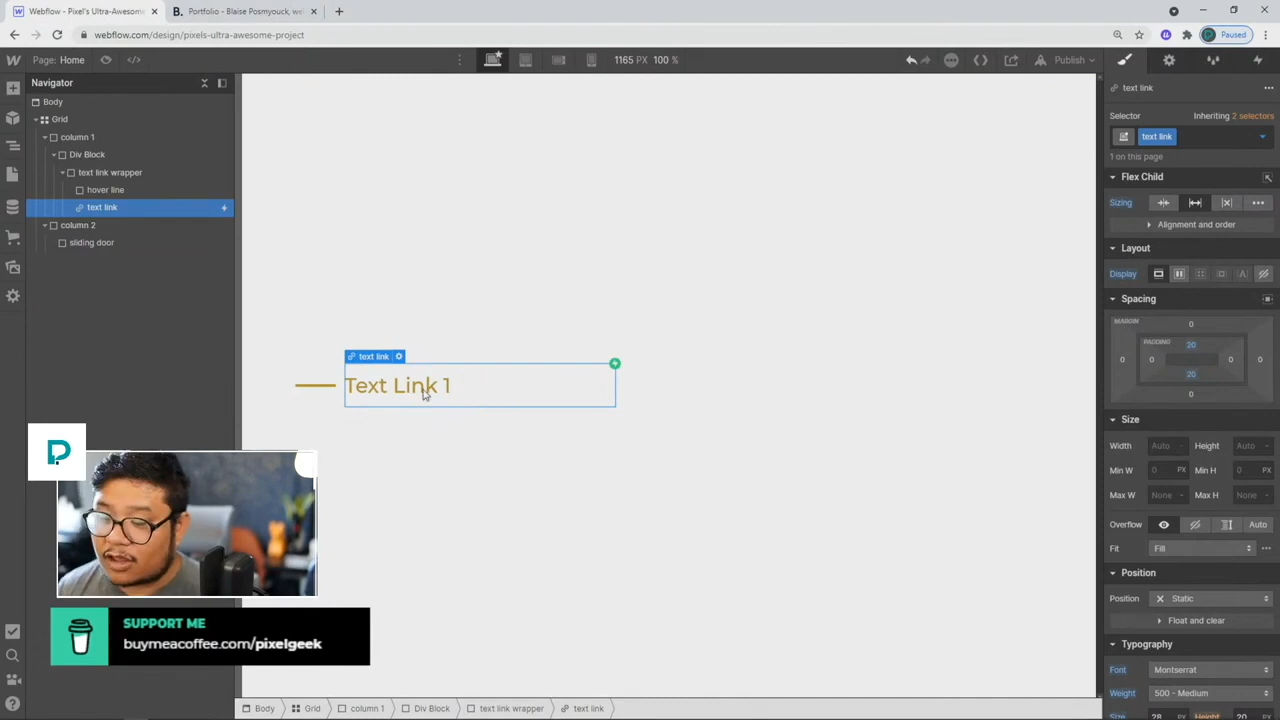 Webflow - Pixel's Ultra-Awesome
Portfolio - Blaise Posmyouck, we
webflow.com/design/pixels-ultra-awesome-project
Paused
Page: Home
1165 PX 100 %
Publish
Navigator
Body
Grid
column 1
Div Block
text link wrapper
hover line
text link
column 2
sliding door
text link
Text Link 1
SUPPORT ME
buymeacoffee.com/pixelgeek
Body
Grid
column 1
Div Block
text link wrapper
text link
text link
Selector
Inheriting 2 selectors
text link
1 on this page
Flex Child
Sizing
Alignment and order
Layout
Display
Spacing
MARGIN
0
PADDING
20
0 0 0 0
20
0
Size
Width Auto - Height Auto -
Min W 0 PX Min H 0 PX
Max W None - Max H None -
Overflow Auto
Fit Fill
Position
Position Static
Float and clear
Typography
Font Montserrat
Weight 500 - Medium
Size 28 PX Height 20 PX